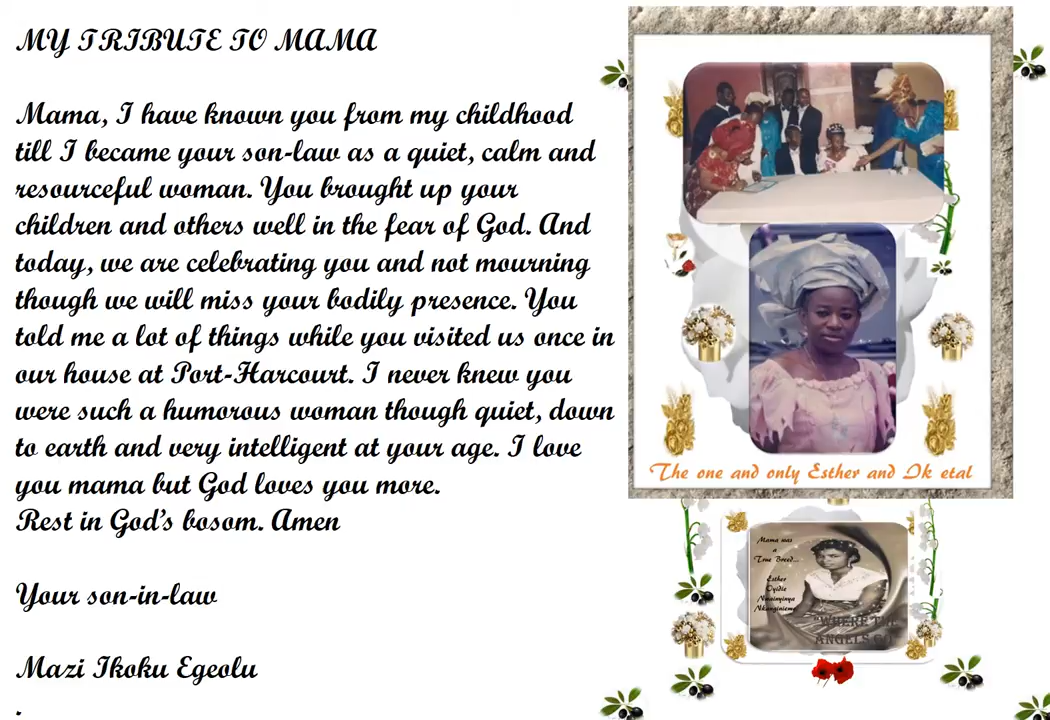 MY TRIBUTE TO MAMA
Mama, I have known you from my childhood
till I became your son-law as a quiet, calm and
resourceful woman. You brought up your
children and others well in the fear of God. And
today, we are celebrating you and not mourning
though we will miss your bodily presence. You
told me a lot of things while you visited us once in
our house at Port-Harcourt. I never knew you
were such a humorous woman though quiet, down
to earth and very intelligent at your age. I love
you mama but God loves you more.
Rest in God's bosom. Amen
Your son-in-law
Mazi Ikoku Egeolu
.
The one and only Esther and Ik etal
Mama was
a
True Breed...
Esther
"WHERE THE
ANGELS GO"